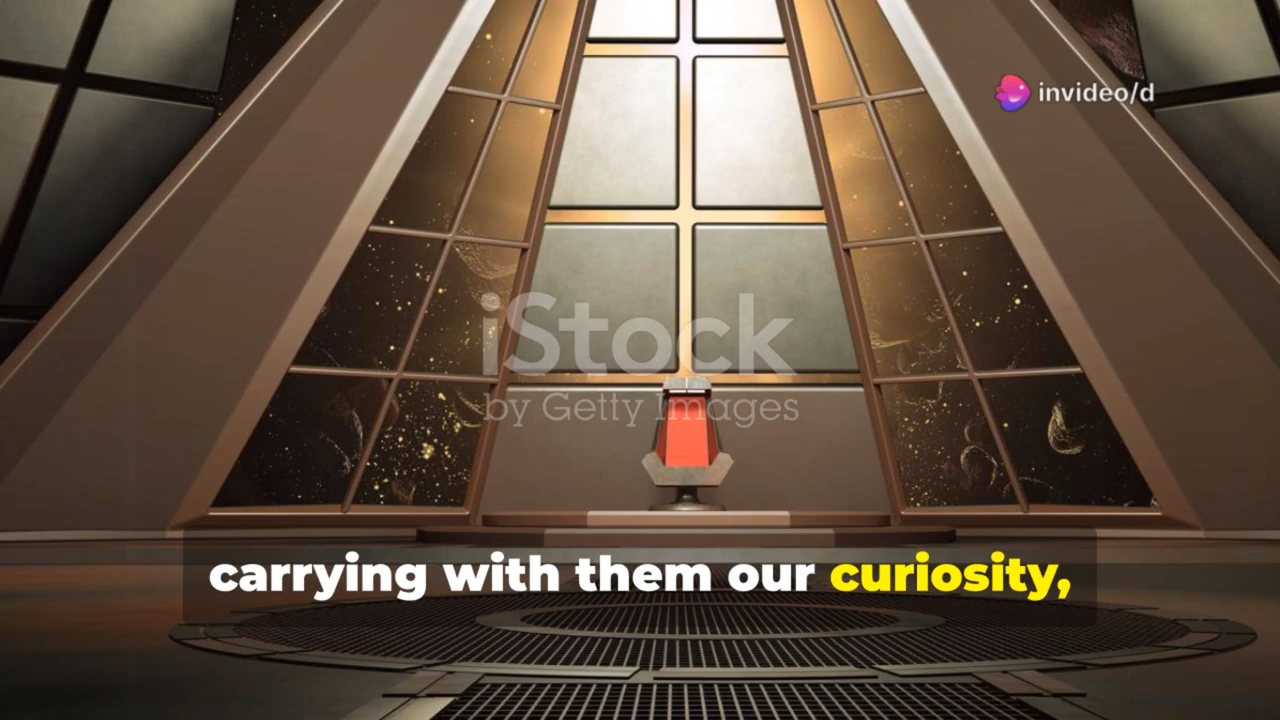 invideo/d
iStock
by Getty Images
carrying with them our curiosity,